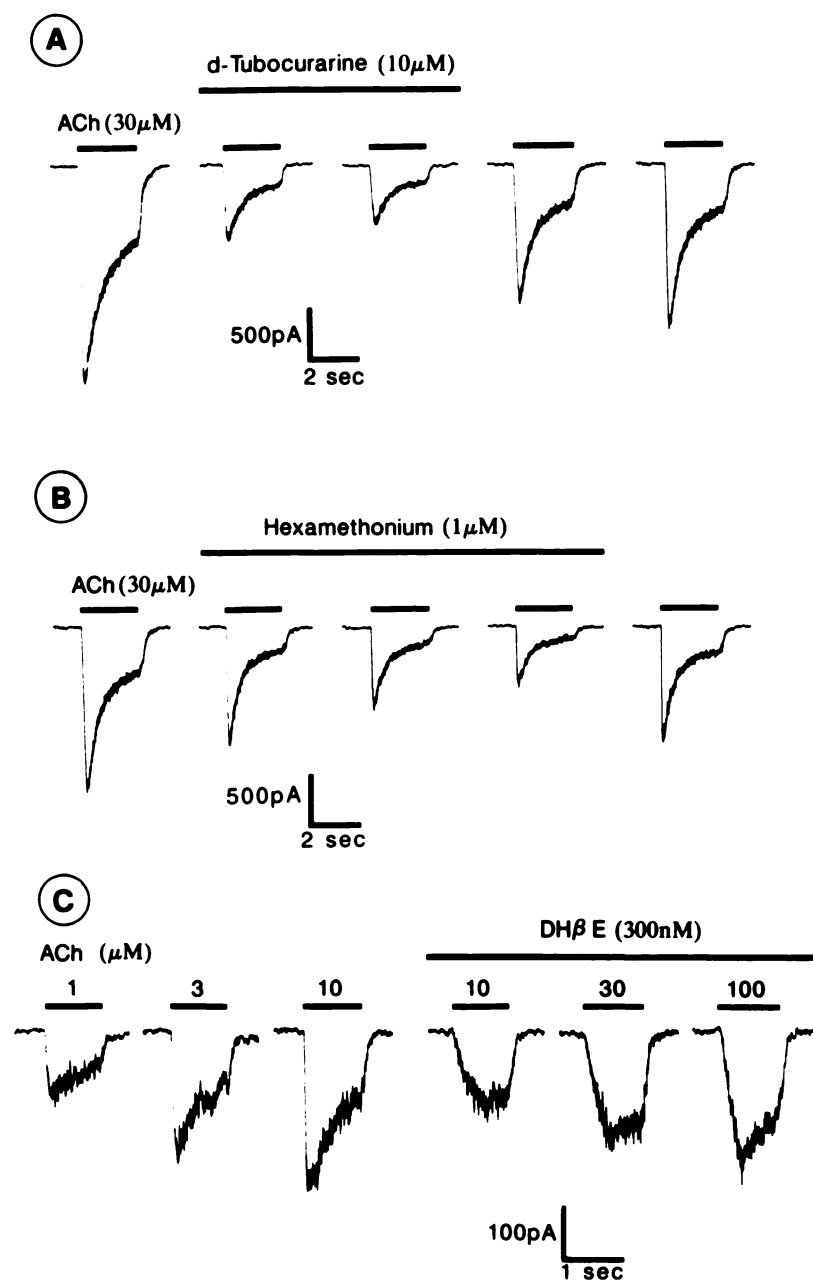 A
d-Tubocurarine (10μM)
ACh (30μM)
500pA
2 sec
B
Hexamethonium (1μM)
ACh (30μM)
500pA
2 sec
C
DHβE (300nM)
ACh (μM)
1 3 10 10 30 100
100pA
1 sec